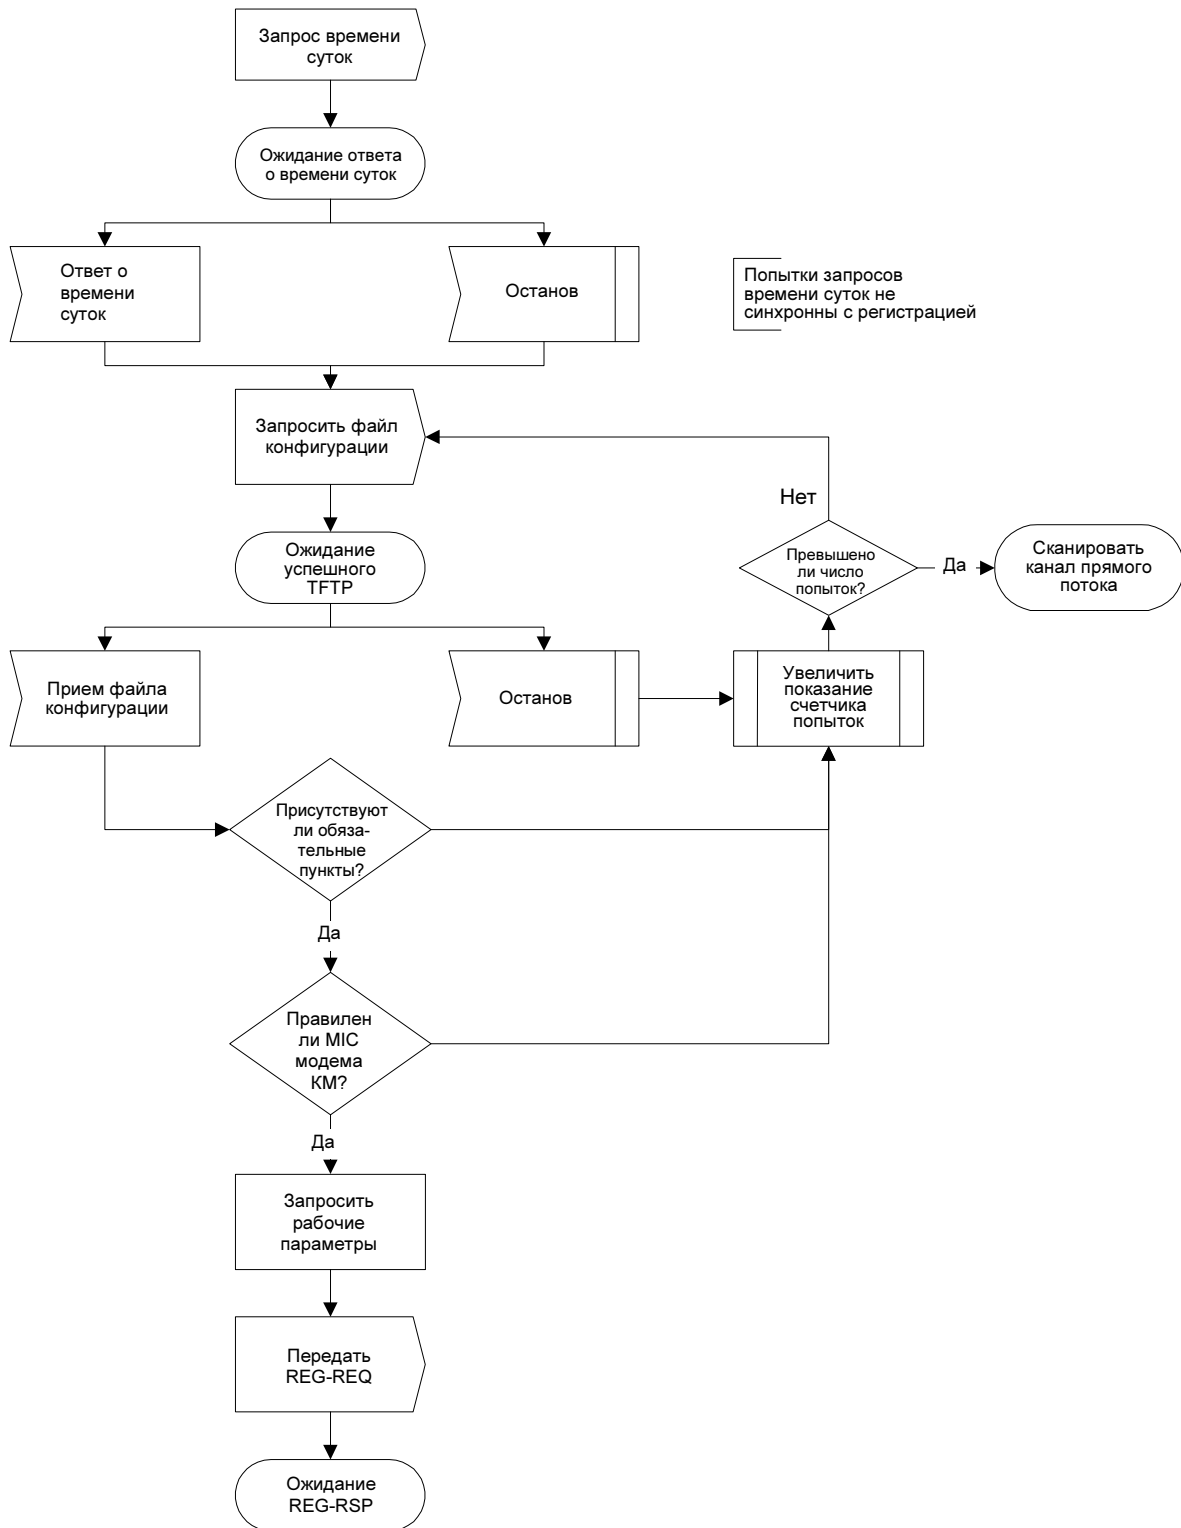 Запрос времени
суток
Ожидание ответа
о времени суток
Ответ о
времени
суток
Останов
Попытки запросов
времени суток не
синхронны с регистрацией
Запросить файл
конфигурации
Нет
Ожидание
успешного
TFTP
Превышено
ли число
попыток?
Да
Сканировать
канал прямого
потока
Прием файла
конфигурации
Останов
Увеличить
показание
счетчика
попыток
Присутствуют
ли обяза-
тельные
пункты?
Да
Правилен
ли MIC
модема
КМ?
Да
Запросить
рабочие
параметры
Передать
REG-REQ
Ожидание
REG-RSP